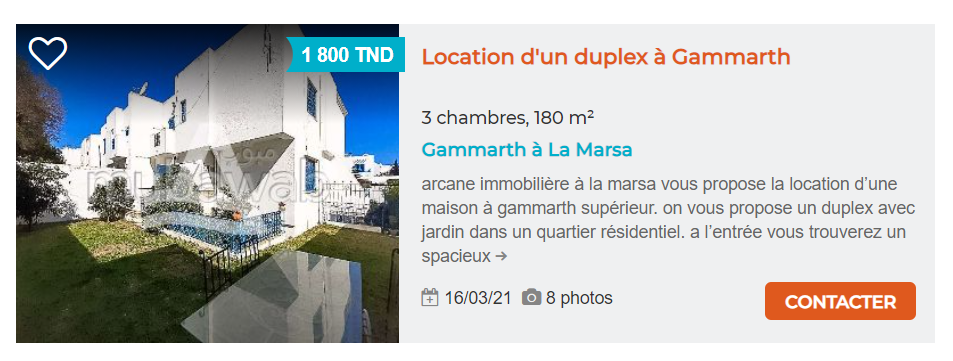 1 800 TND
Location d'un duplex à Gammarth
3 chambres, 180 m²
Gammarth à La Marsa
arcane immobilière à la marsa vous propose la location d’une
maison à gammarth supérieur. on vous propose un duplex avec
jardin dans un quartier résidentiel. a l’entrée vous trouverez un
spacieux →
16/03/21 8 photos
CONTACTER
mubawab